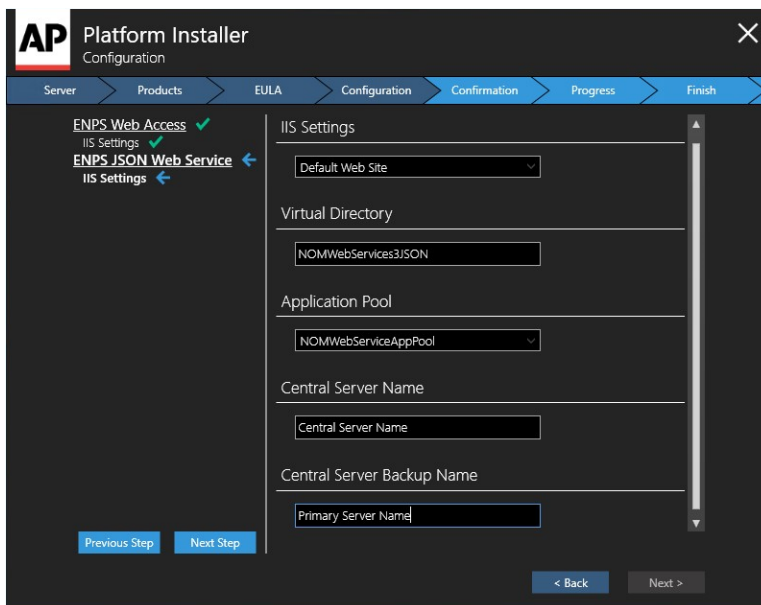 AP Platform Installer
Configuration
Server Products EULA Configuration Confirmation Progress Finish
ENPS Web Access
IIS Settings
ENPS JSON Web Service
IIS Settings
Previous Step Next Step
IIS Settings
Default Web Site
Virtual Directory
NOMWebServices3JSON
Application Pool
NOMWebServiceAppPool
Central Server Name
Central Server Name
Central Server Backup Name
Primary Server Name
< Back Next >